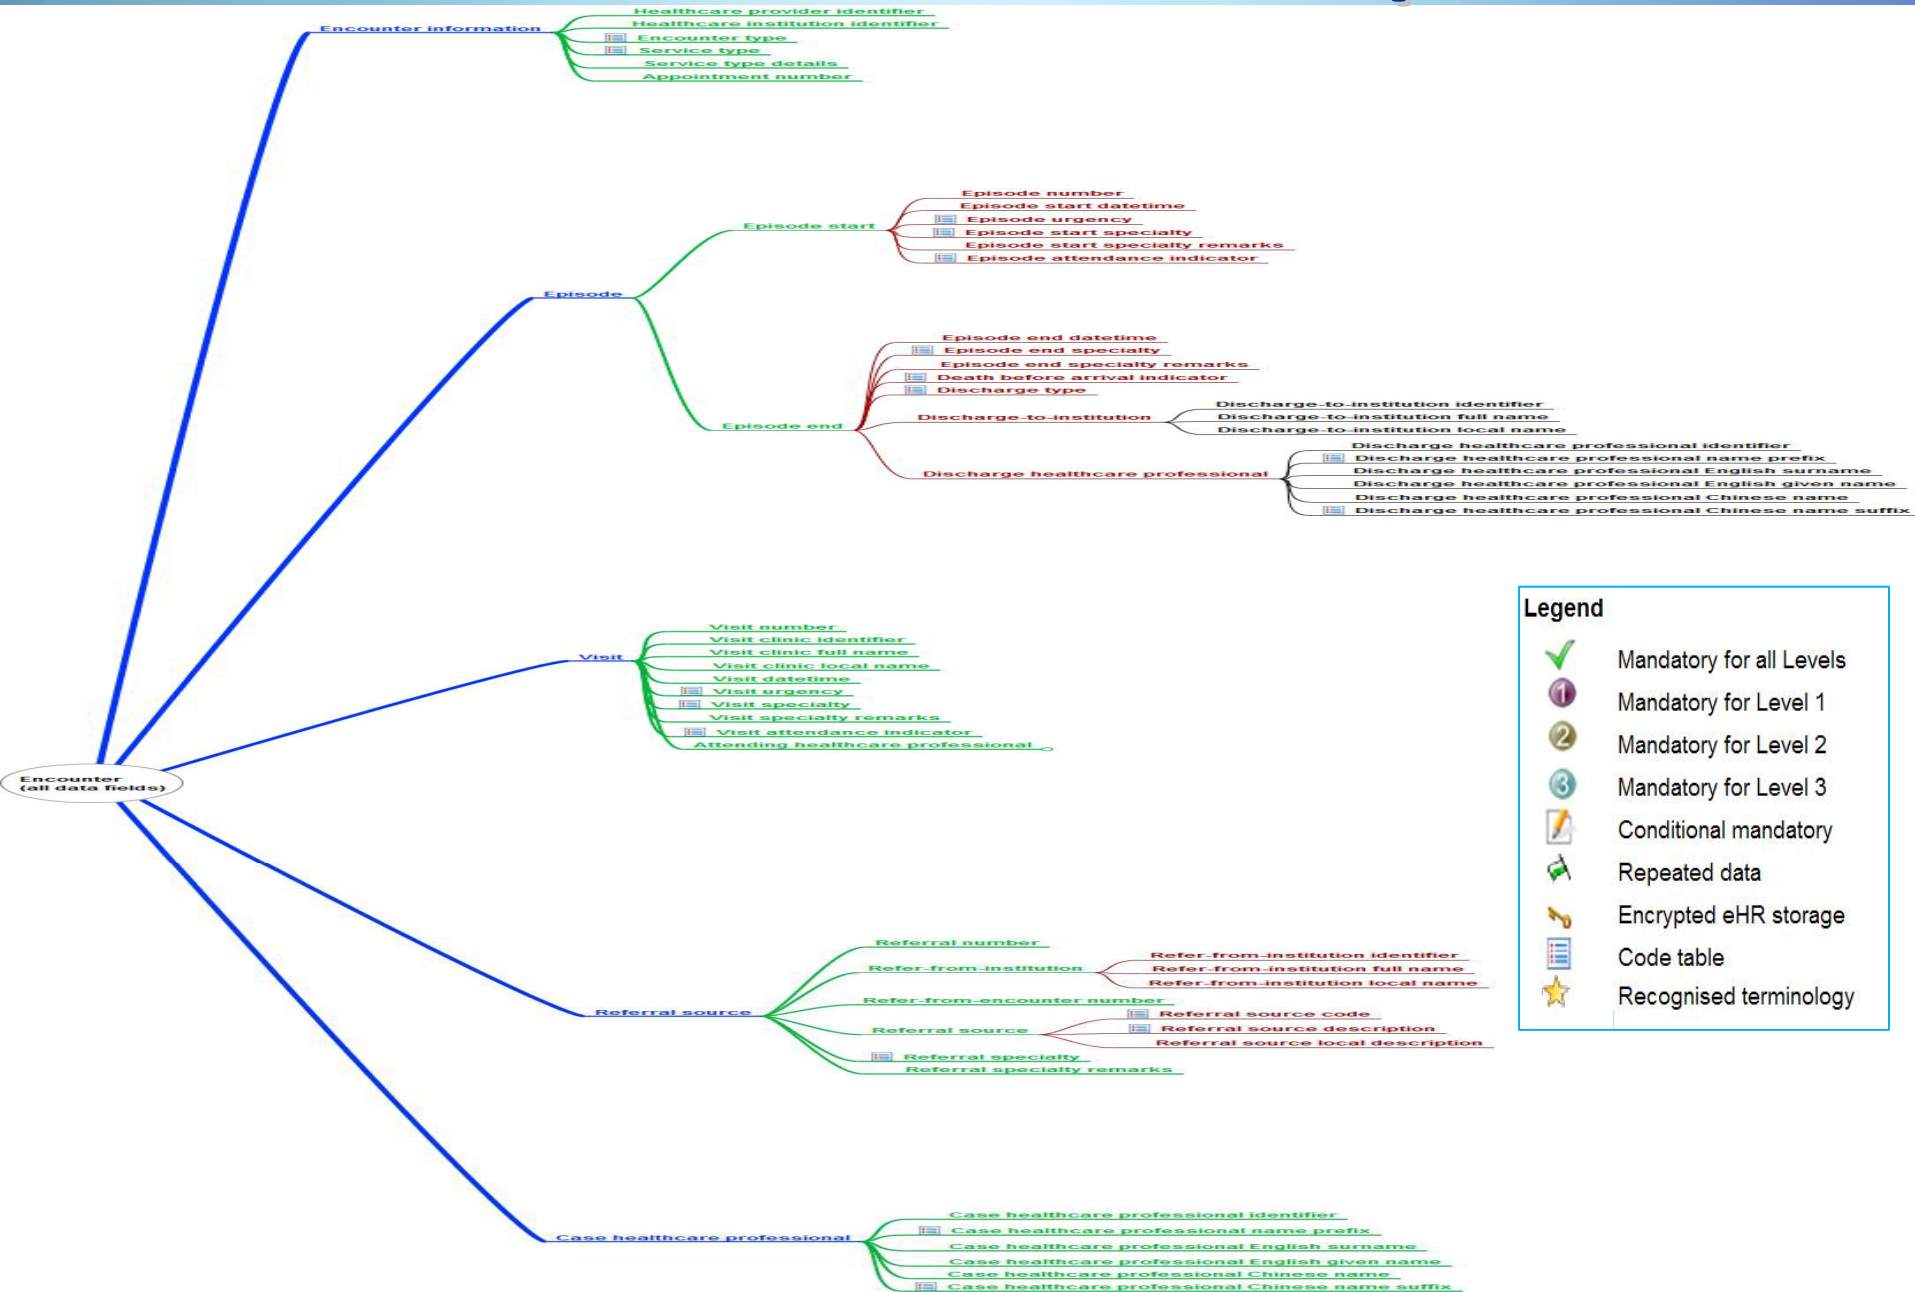 Encounter information
Healthcare provider identifier
Healthcare institution identifier
Encounter type
Service type
Service type details
Appointment number
Episode
Episode start
Episode number
Episode start datetime
Episode urgency
Episode start specialty
Episode start specialty remarks
Episode attendance indicator
Episode end
Episode end datetime
Episode end specialty
Episode end specialty remarks
Death before arrival indicator
Discharge type
Discharge-to-institution
Discharge-to-institution identifier
Discharge-to-institution full name
Discharge-to-institution local name
Discharge healthcare professional
Discharge healthcare professional identifier
Discharge healthcare professional name prefix
Discharge healthcare professional English surname
Discharge healthcare professional English given name
Discharge healthcare professional Chinese name
Discharge healthcare professional Chinese name suffix
Visit
Visit number
Visit clinic identifier
Visit clinic full name
Visit clinic local name
Visit datetime
Visit urgency
Visit specialty
Visit specialty remarks
Visit attendance indicator
Attending healthcare professional
Encounter
(all data fields)
Referral source
Referral number
Refer-from-institution
Refer-from-institution identifier
Refer-from-institution full name
Refer-from-institution local name
Refer-from-encounter number
Referral source
Referral source code
Referral source description
Referral source local description
Referral specialty
Referral specialty remarks
Case healthcare professional
Case healthcare professional identifier
Case healthcare professional name prefix
Case healthcare professional English surname
Case healthcare professional English given name
Case healthcare professional Chinese name
Case healthcare professional Chinese name suffix
Legend
Mandatory for all Levels
1 Mandatory for Level 1
2 Mandatory for Level 2
3 Mandatory for Level 3
Conditional mandatory
Repeated data
Encrypted eHR storage
Code table
Recognised terminology